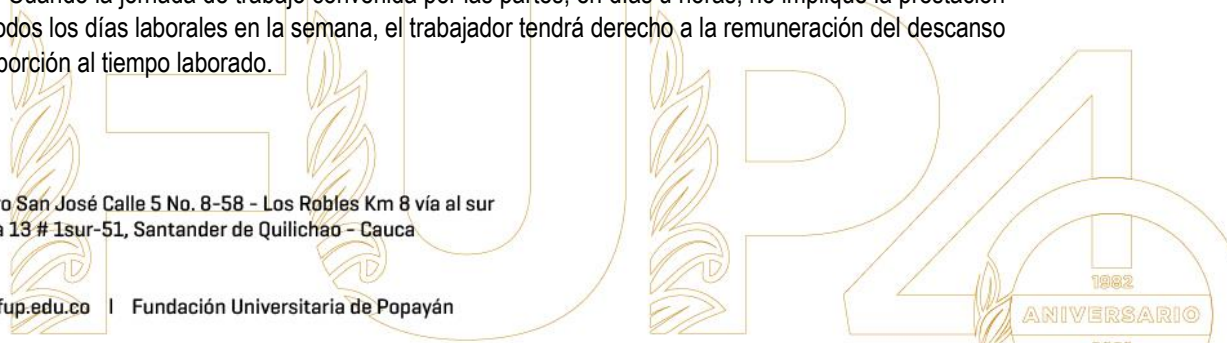 Cuando la jornada de trabajo convenida por las partes, en días u horas, no implique la prestación
odos los días laborales en la semana, el trabajador tendrá derecho a la remuneración del descanso
porción al tiempo laborado.
o San José Calle 5 No. 8-58 - Los Robles Km 8 vía al sur
a 13 # 1sur-51, Santander de Quilichao - Cauca
fup.edu.co | Fundación Universitaria de Popayán
FUP4
1982
ANIVERSARIO